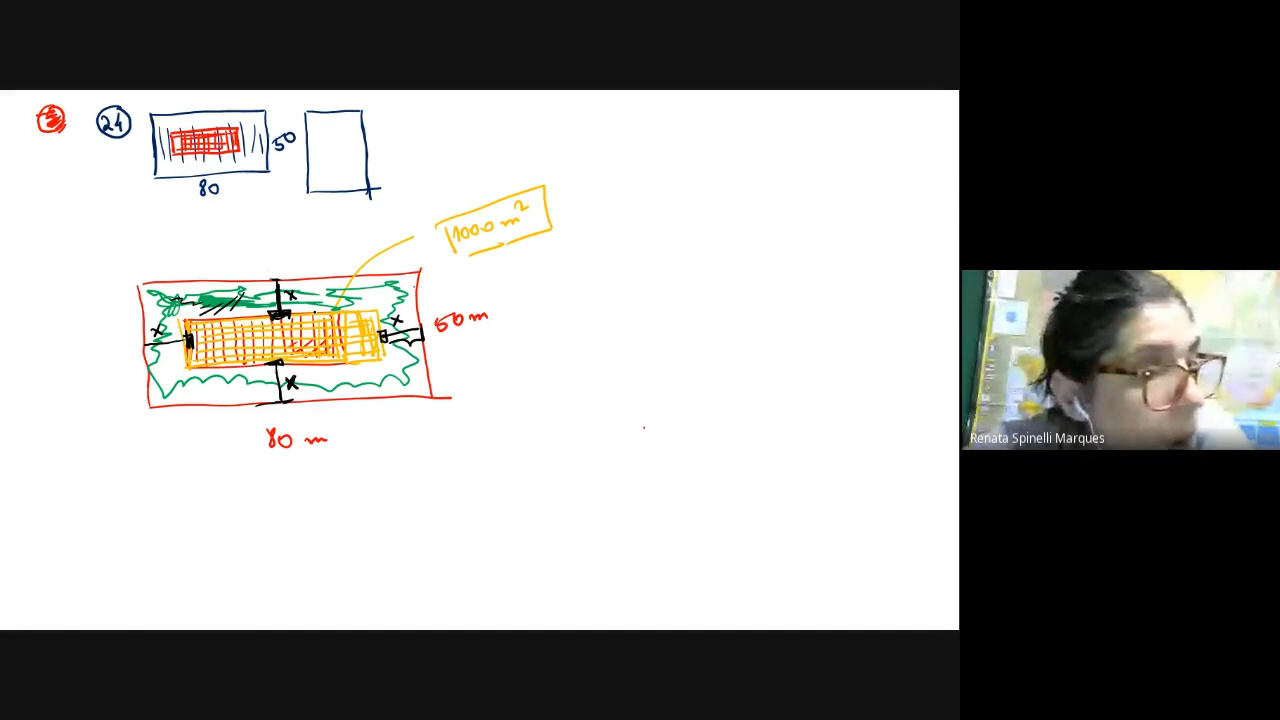 24
50
80
1000 m²
x
x
x
50 m
x
80 m
Renata Spinelli Marques